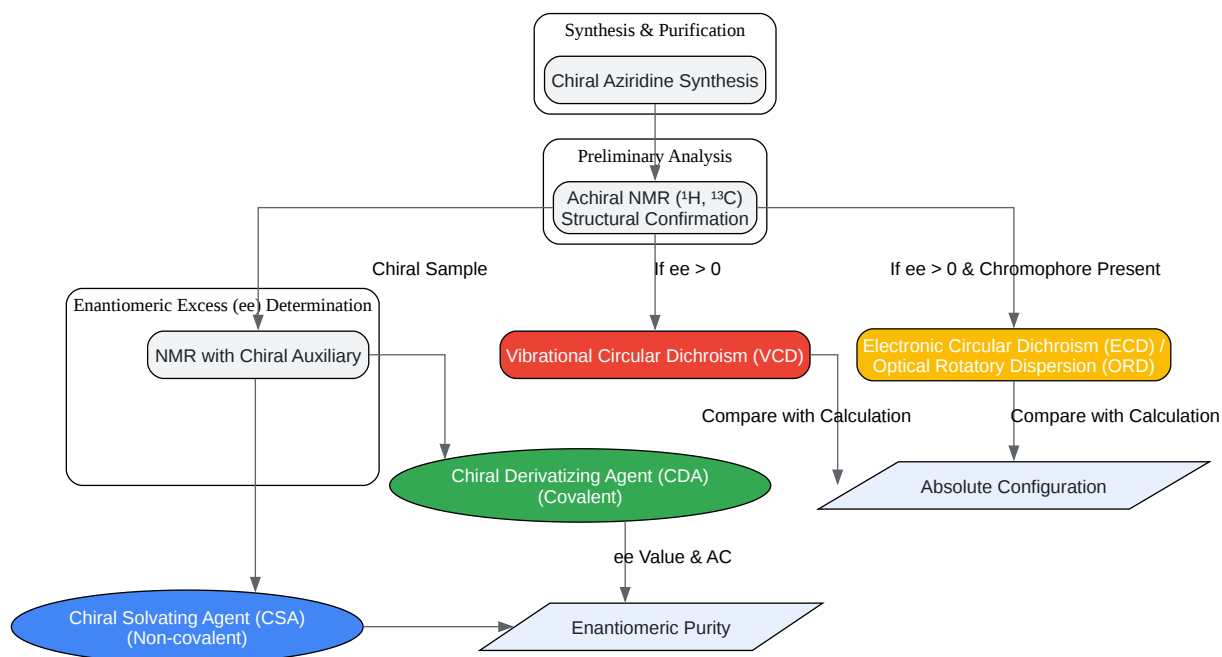 Synthesis & Purification
Chiral Aziridine Synthesis
Preliminary Analysis
Achiral NMR (¹H, ¹³C)
Structural Confirmation
Chiral Sample
If ee > 0
If ee > 0 & Chromophore Present
Enantiomeric Excess (ee) Determination
NMR with Chiral Auxiliary
Vibrational Circular Dichroism (VCD)
Electronic Circular Dichroism (ECD) /
Optical Rotatory Dispersion (ORD)
Compare with Calculation
Compare with Calculation
Chiral Derivatizing Agent (CDA)
(Covalent)
Absolute Configuration
ee Value & AC
Chiral Solvating Agent (CSA)
(Non-covalent)
Enantiomeric Purity